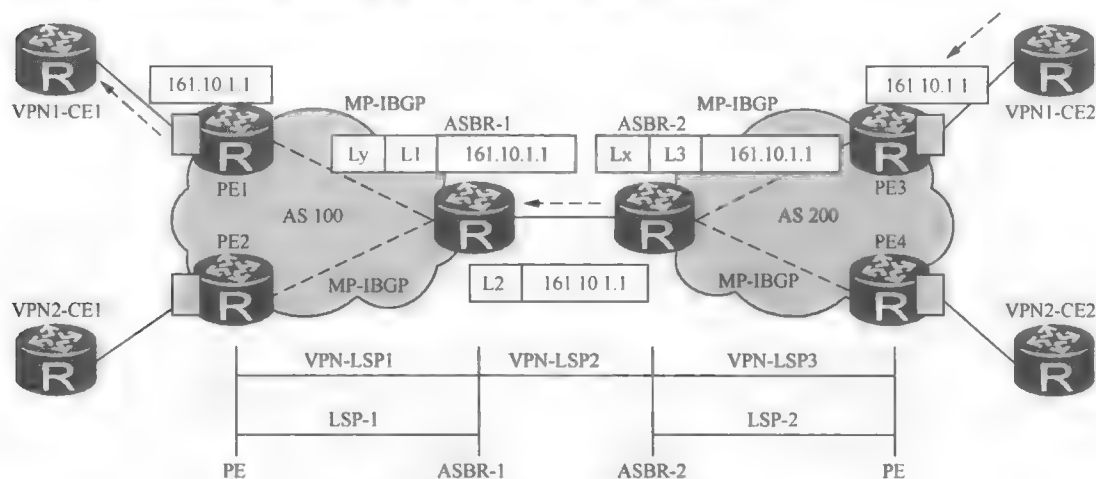 161.10.1.1
161.10.1.1
VPN1-CE1
MP-IBGP
MP-IBGP
VPN1-CE2
ASBR-1
ASBR-2
Ly L1 161.10.1.1
Lx L3 161.10.1.1
PE1
PE3
AS 100
AS 200
PE2
PE4
L2 161.10.1.1
MP-IBGP
MP-IBGP
VPN2-CE1
VPN2-CE2
VPN-LSP1 VPN-LSP2 VPN-LSP3
LSP-1 LSP-2
PE ASBR-1 ASBR-2 PE
R
R
R
R
R
R
R
R
R
R